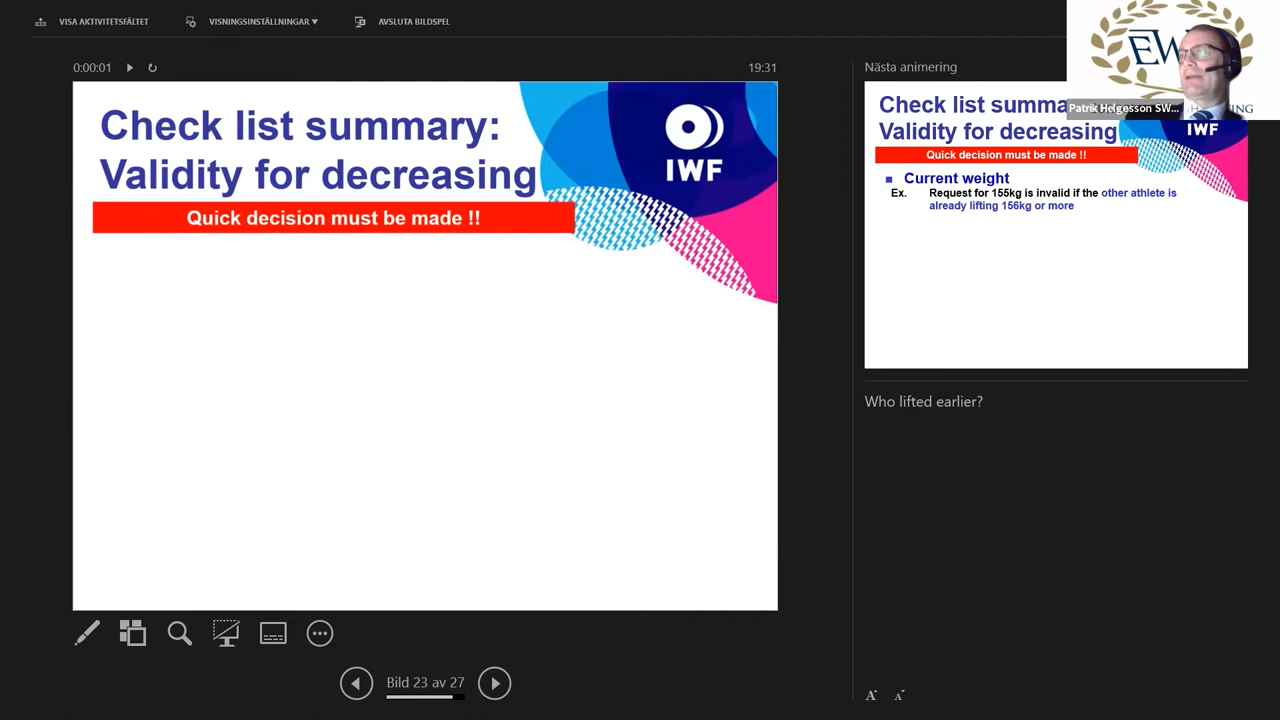 VISA AKTIVITETSFÄLTET
VISNINGSINSTÄLLNINGAR ▼
AVSLUTA BILDSPEL
0:00:01
19:31
Check list summary:
Validity for decreasing
IWF
Quick decision must be made !!
Nästa animering
EW
Patrik Helgesson SW...
Check list summa
Validity for decreasing
IWF
Quick decision must be made !!
Current weight
Ex. Request for 155kg is invalid if the other athlete is
already lifting 156kg or more
Who lifted earlier?
Bild 23 av 27
A A